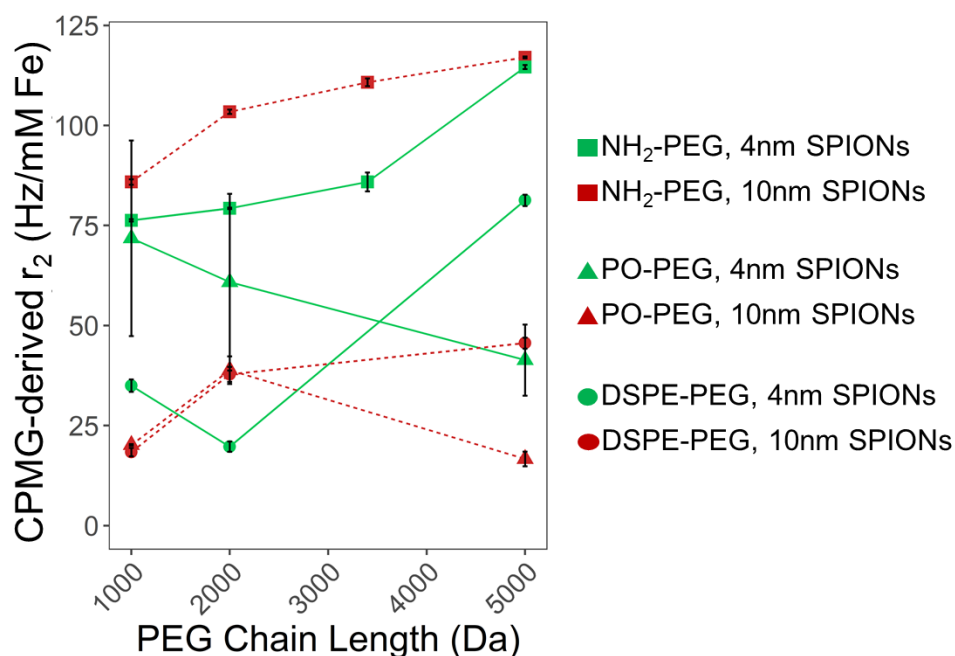 CPMG-derived r₂ (Hz/mM Fe)
125
100
75
50
25
0
1000
2000
3000
4000
5000
PEG Chain Length (Da)
NH₂-PEG, 4nm SPIONs
NH₂-PEG, 10nm SPIONs
PO-PEG, 4nm SPIONs
PO-PEG, 10nm SPIONs
DSPE-PEG, 4nm SPIONs
DSPE-PEG, 10nm SPIONs